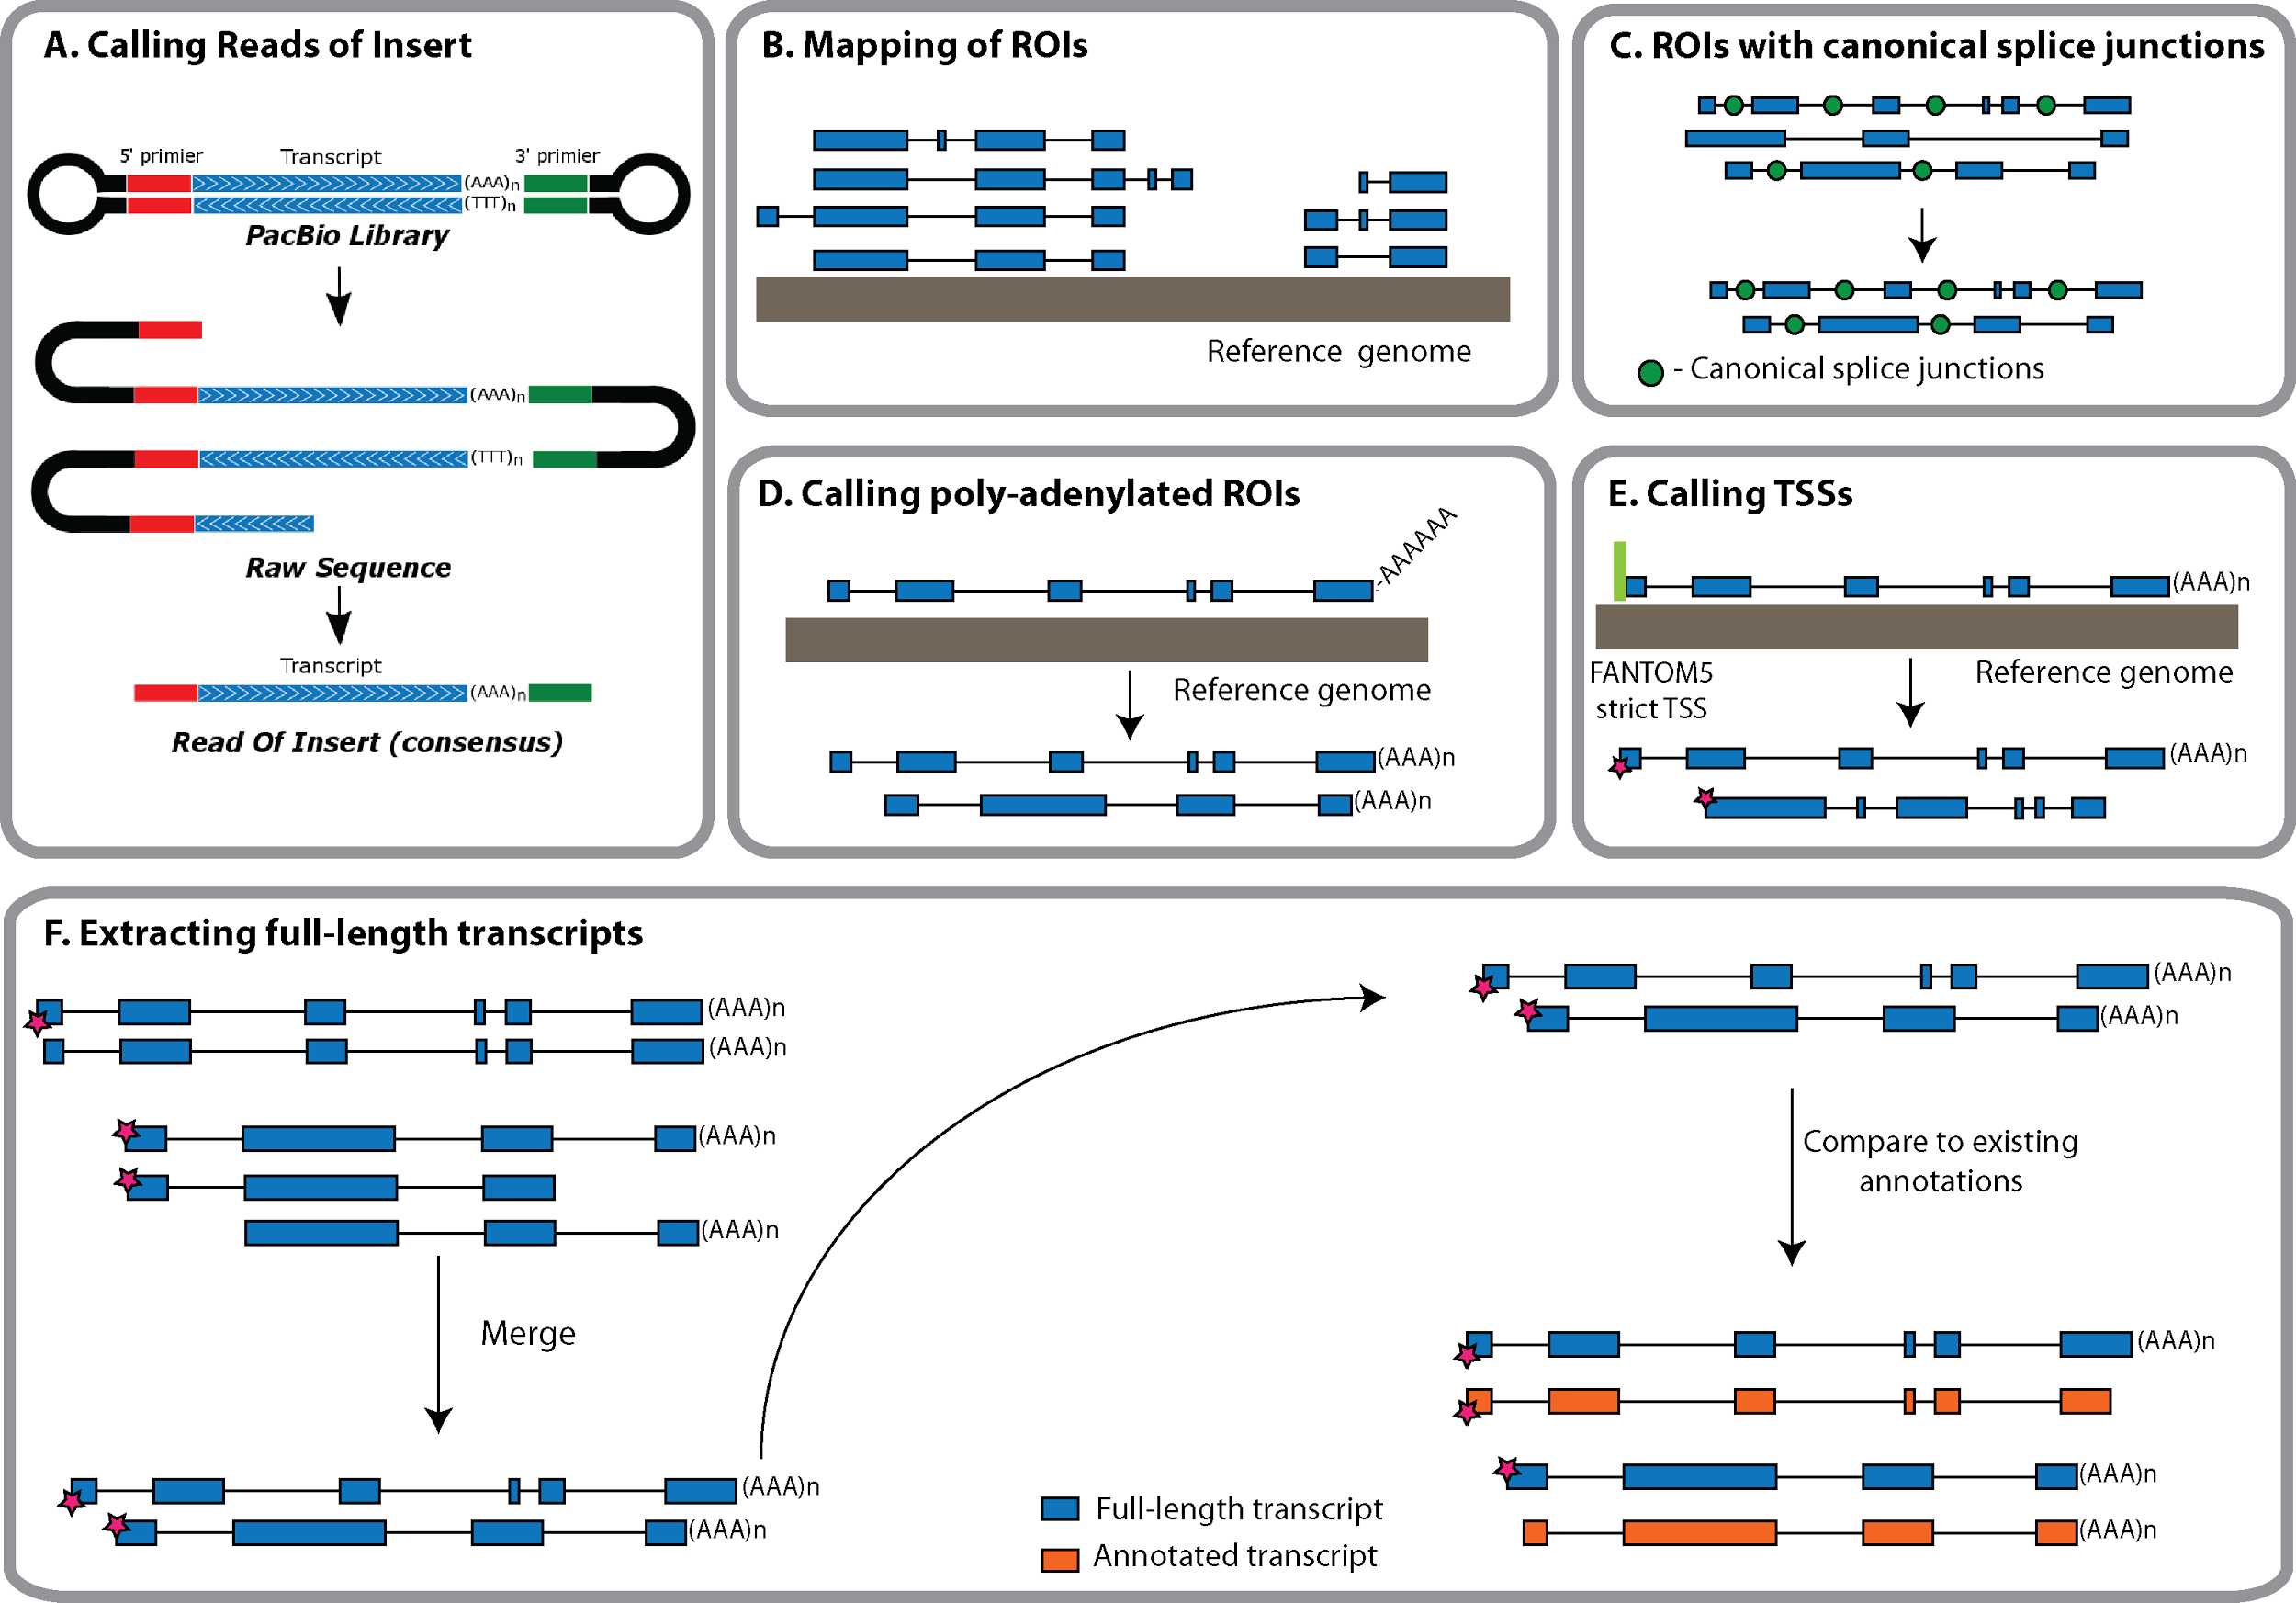 A. Calling Reads of Insert
5' primier
Transcript
3' primier
(AAA)n
(TTT)n
PacBio Library
(AAA)n
(TTT)n
Raw Sequence
Transcript
(AAA)n
Read Of Insert (consensus)
B. Mapping of ROIs
Reference genome
C. ROIs with canonical splice junctions
- Canonical splice junctions
D. Calling poly-adenylated ROIs
-AAAAAA
Reference genome
(AAA)n
(AAA)n
E. Calling TSSs
(AAA)n
FANTOM5
strict TSS
Reference genome
(AAA)n
F. Extracting full-length transcripts
(AAA)n
(AAA)n
(AAA)n
(AAA)n
Merge
(AAA)n
(AAA)n
(AAA)n
(AAA)n
Compare to existing
annotations
(AAA)n
(AAA)n
(AAA)n
Full-length transcript
Annotated transcript